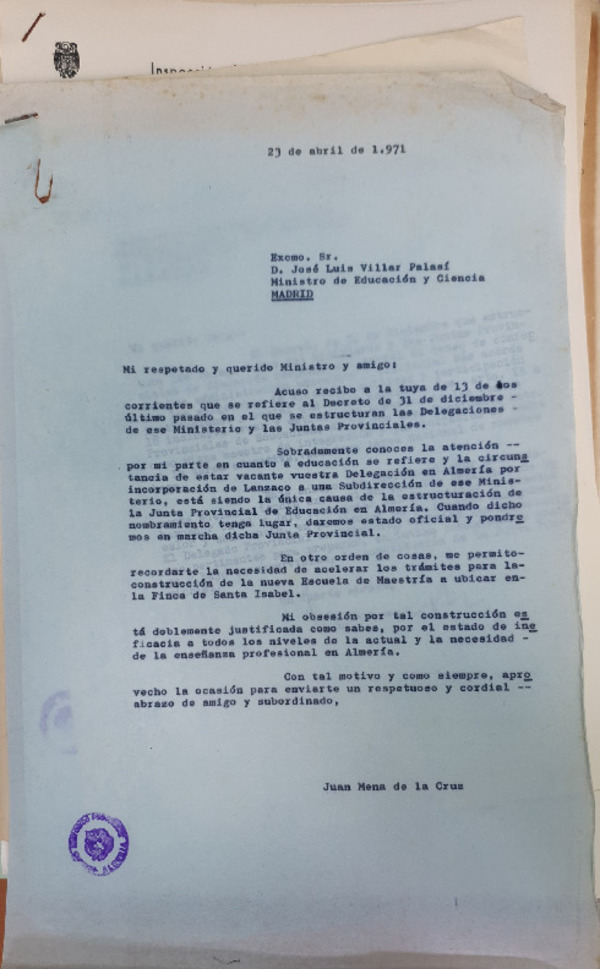 Inspección
23 de abril de 1.971
Excmo. Sr.
D. José Luis Villar Palasí
Ministro de Educación y Ciencia
MADRID
Mi respetado y querido Ministro y amigo:
Acuso recibo a la tuya de 13 de los
corrientes que se refiere al Decreto de 31 de diciembre -
último pasado en el que se estructuran las Delegaciones -
de ese Ministerio y las Juntas Provinciales.
Sobradamente conoces la atención --
por mi parte en cuanto a educación se refiere y la circuns
tancia de estar vacante vuestra Delegación en Almería por
incorporación de Lanzaco a una Subdirección de ese Minis-
terio, está siendo la única causa de la estructuración de
la Junta Provincial de Educación en Almería. Cuando dicho
nombramiento tenga lugar, daremos estado oficial y pondre
mos en marcha dicha Junta Provincial.
En otro orden de cosas, me permito-
recordarte la necesidad de acelerar los trámites para la-
construcción de la nueva Escuela de Maestría a ubicar en-
la Finca de Santa Isabel.
Mi obsesión por tal construcción es
tá doblemente justificada como sabes, por el estado de ine
ficacia a todos los niveles de la actual y la necesidad -
de la enseñanza profesional en Almería.
Con tal motivo y como siempre, apro
vecho la ocasión para enviarte un respetuoso y cordial --
abrazo de amigo y subordinado,
Juan Mena de la Cruz